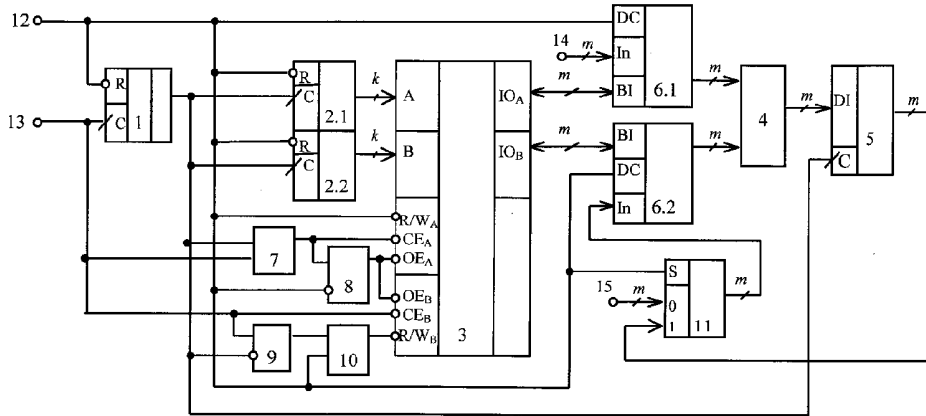 12
13
R
C
1
R
C
2.1
R
C
2.2
k
k
A
B
IO_A
IO_B
R/W_A
CE_A
OE_A
OE_B
CE_B
R/W_B
3
7
8
9
10
m
m
14
m
DC
In
BI
6.1
BI
DC
In
6.2
m
m
4
m
DI
C
5
m
15
m
S
0
1
11
m